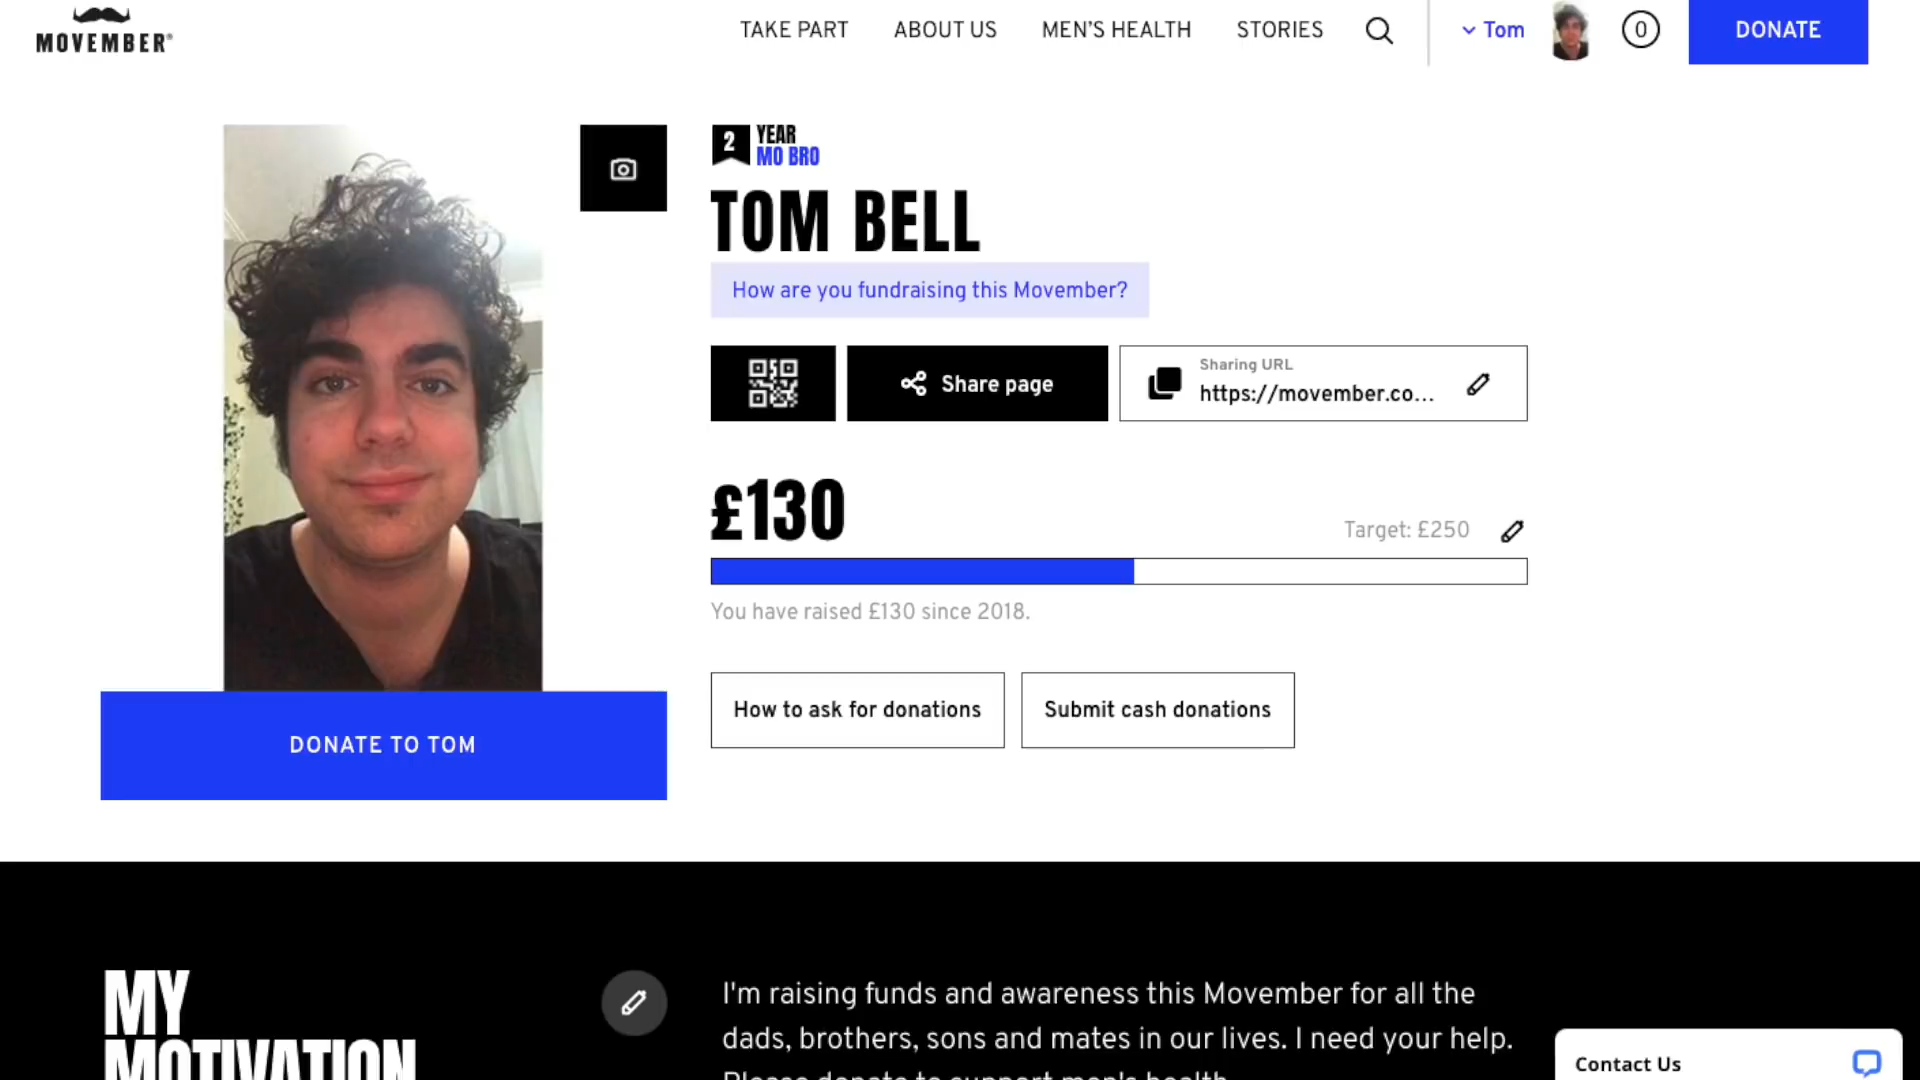 MOVEMBER®
TAKE PART
ABOUT US
MEN'S HEALTH
STORIES
Tom
0
DONATE
2 YEAR
MO BRO
TOM BELL
How are you fundraising this Movember?
Share page
Sharing URL
https://movember.co...
£130
Target: £250
You have raised £130 since 2018.
How to ask for donations
Submit cash donations
DONATE TO TOM
MY
MOTIVATION
I'm raising funds and awareness this Movember for all the
dads, brothers, sons and mates in our lives. I need your help.
Please donate to support men's health
Contact Us